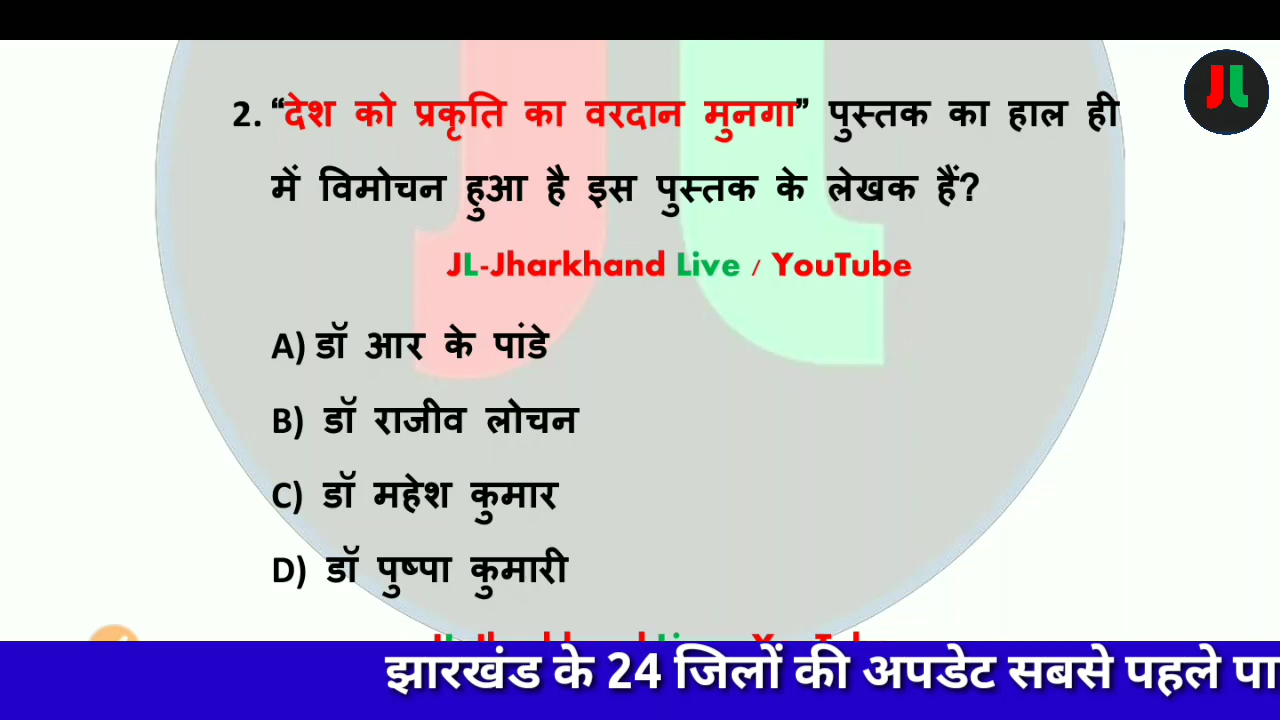 JL
2. “देश को प्रकृति का वरदान मुनगा” पुस्तक का हाल ही
में विमोचन हुआ है इस पुस्तक के लेखक हैं?
JL-Jharkhand Live / YouTube
A) डॉ आर के पांडे
B) डॉ राजीव लोचन
C) डॉ महेश कुमार
D) डॉ पुष्पा कुमारी
झारखंड के 24 जिलों की अपडेट सबसे पहले पा